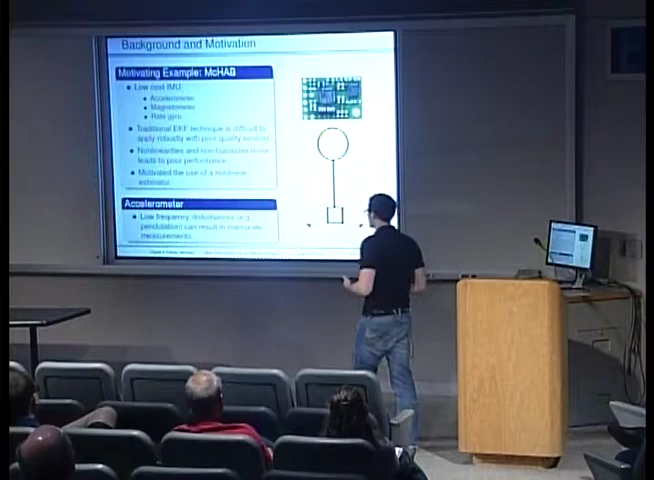 Background and Motivation
Motivating Example: McHAB
Low cost IMU
Accelerometer
Magnetometer
Rate gyro
Traditional EKF technique is difficult to
apply robustly with poor quality sensors
Nonlinearities and non-Gaussian noise
leads to poor performance
Motivated the use of a nonlinear
estimator
Accelerometer
Low frequency disturbances (e.g.
pendulation) can result in inaccurate
measurements